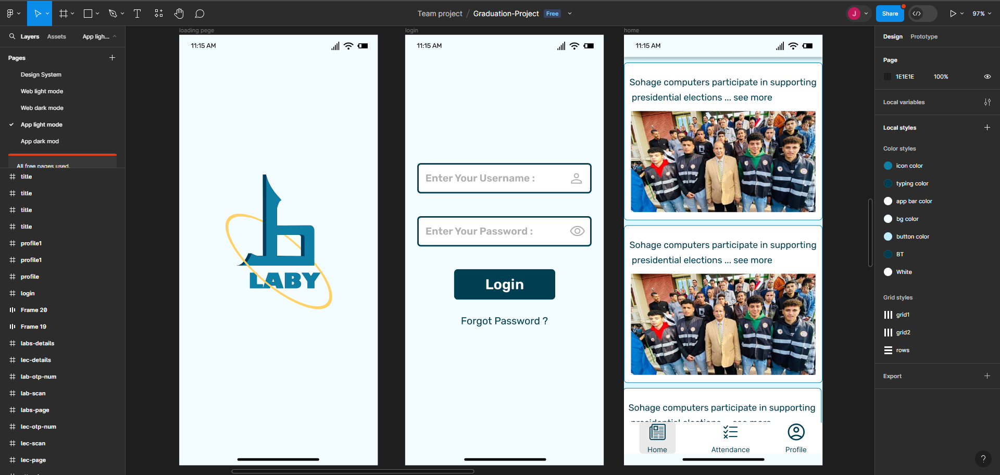 Team project / Graduation-Project Free
J
Share
97%
Layers
Assets
App ligh...
Pages
Design System
Web light mode
Web dark mode
App light mode
App dark mod
All free pages used.
title
title
title
title
profile1
profile1
profile
login
Frame 20
Frame 19
labs-details
lec-details
lab-otp-num
lab-scan
labs-page
lec-otp-num
lec-scan
lec-page
loading pege
11:15 AM
LABY
login
11:15 AM
Enter Your Username :
Enter Your Password :
Login
Forgot Password ?
home
11:15 AM
Sohage computers participate in supporting
presidential elections ... see more
Sohage computers participate in supporting
presidential elections ... see more
Sohage computers participate in supporting
presidential elections ... see more
Home
Attendance
Profile
Design
Prototype
Page
1E1E1E
100%
Local variables
Local styles
Color styles
icon color
typing color
app bar color
bg color
button color
BT
White
Grid styles
grid1
grid2
rows
Export
?